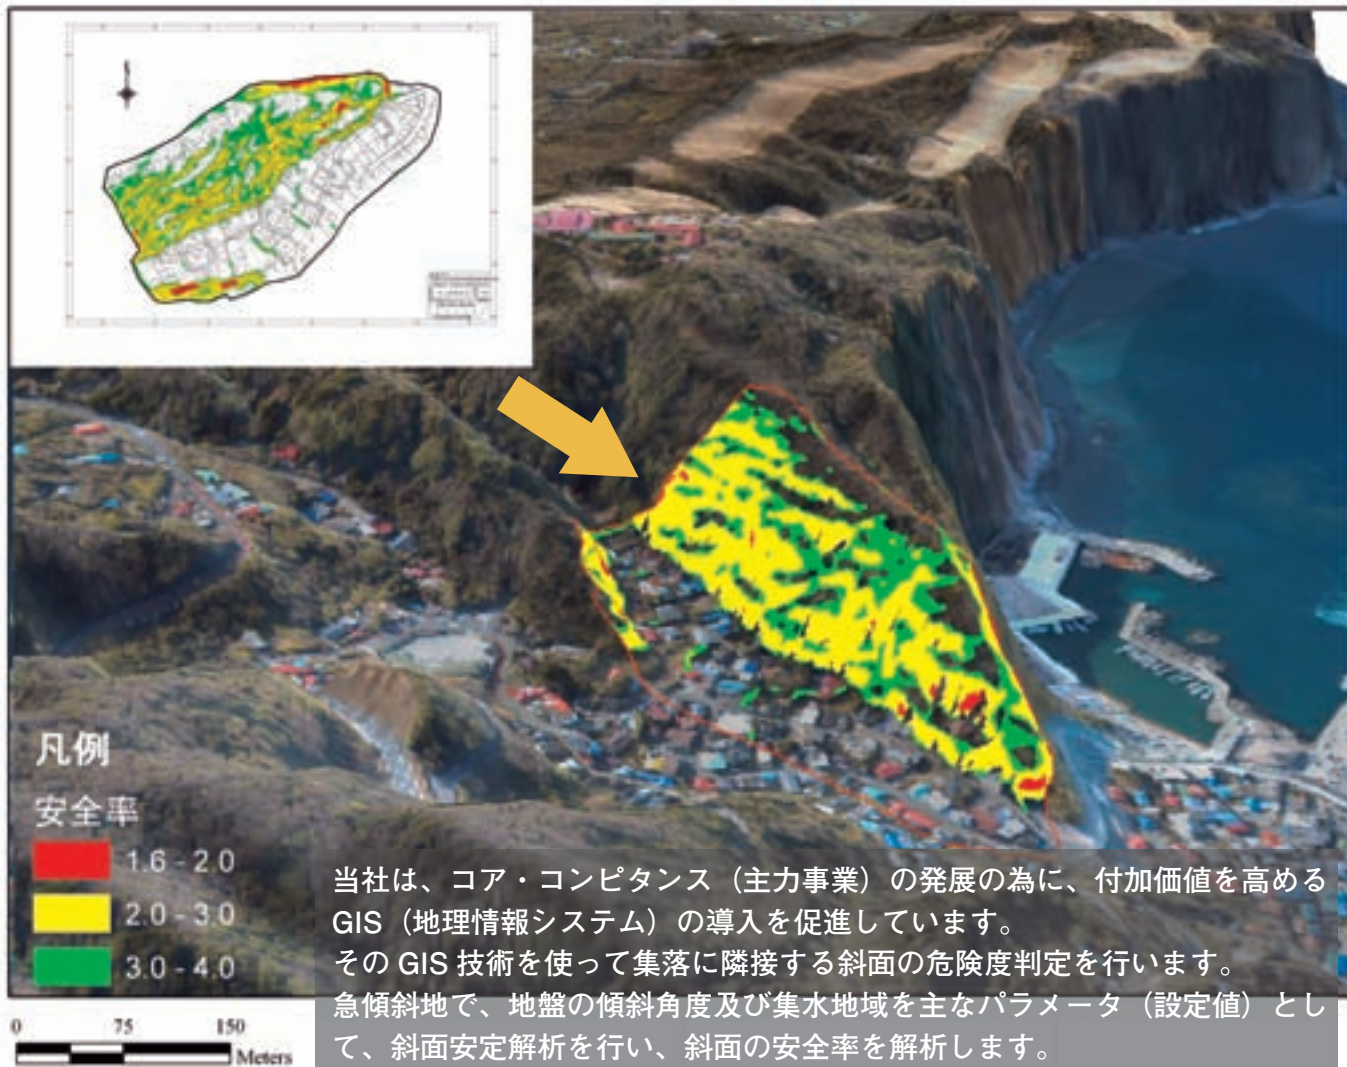 凡例
安全率
1.6 - 2.0
2.0 - 3.0
3.0 - 4.0
0 75 150
Meters
当社は、コア・コンピタンス（主力事業）の発展の為に、付加価値を高める
GIS（地理情報システム）の導入を促進しています。
その GIS 技術を使って集落に隣接する斜面の危険度判定を行います。
急傾斜地で、地盤の傾斜角度及び集水地域を主なパラメータ（設定値）とし
て、斜面安定解析を行い、斜面の安全率を解析します。